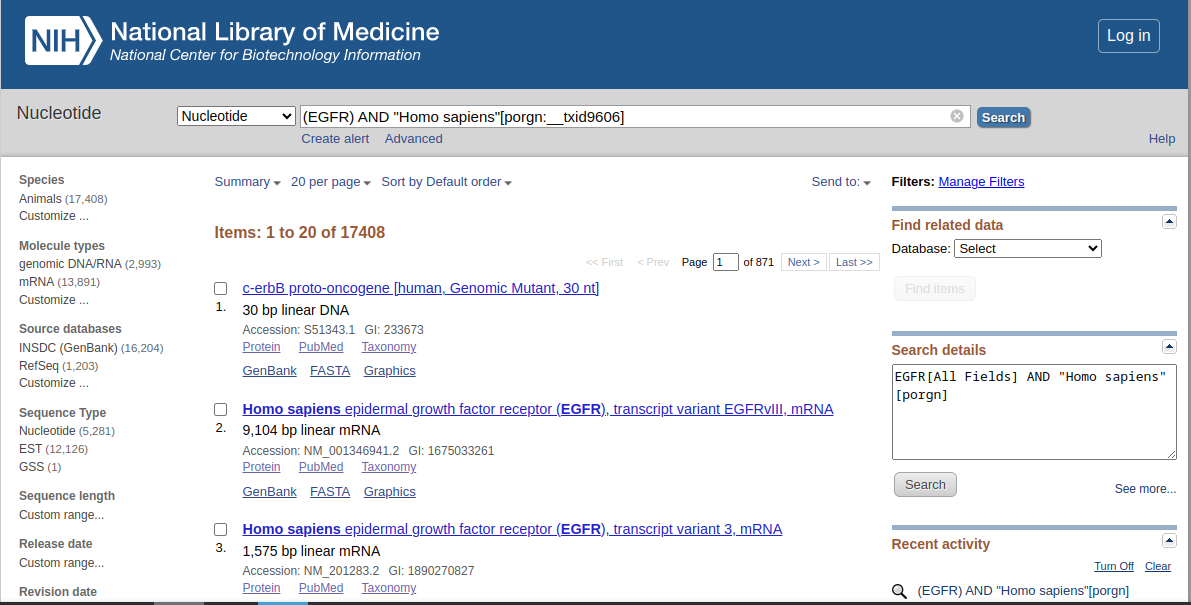 NIH National Library of Medicine
National Center for Biotechnology Information
Log in
Nucleotide
Nucleotide
(EGFR) AND "Homo sapiens"[porgn:__txid9606]
Search
Create alert Advanced
Help
Species
Animals (17,408)
Customize ...
Molecule types
genomic DNA/RNA (2,993)
mRNA (13,891)
Customize ...
Source databases
INSDC (GenBank) (16,204)
RefSeq (1,203)
Customize ...
Sequence Type
Nucleotide (5,281)
EST (12,126)
GSS (1)
Sequence length
Custom range...
Release date
Custom range...
Revision date
Summary 20 per page Sort by Default order
Send to:
Items: 1 to 20 of 17408
<< First < Prev Page 1 of 871 Next > Last >>
c-erbB proto-oncogene [human, Genomic Mutant, 30 nt]
1. 30 bp linear DNA
Accession: S51343.1 GI: 233673
Protein PubMed Taxonomy
GenBank FASTA Graphics
Homo sapiens epidermal growth factor receptor (EGFR), transcript variant EGFRvIII, mRNA
2. 9,104 bp linear mRNA
Accession: NM_001346941.2 GI: 1675033261
Protein PubMed Taxonomy
GenBank FASTA Graphics
Homo sapiens epidermal growth factor receptor (EGFR), transcript variant 3, mRNA
3. 1,575 bp linear mRNA
Accession: NM_201283.2 GI: 1890270827
Protein PubMed Taxonomy
Filters: Manage Filters
Find related data
Database: Select
Find items
Search details
EGFR[All Fields] AND "Homo sapiens"
[porgn]
Search
See more...
Recent activity
Turn Off Clear
(EGFR) AND "Homo sapiens"[porgn]